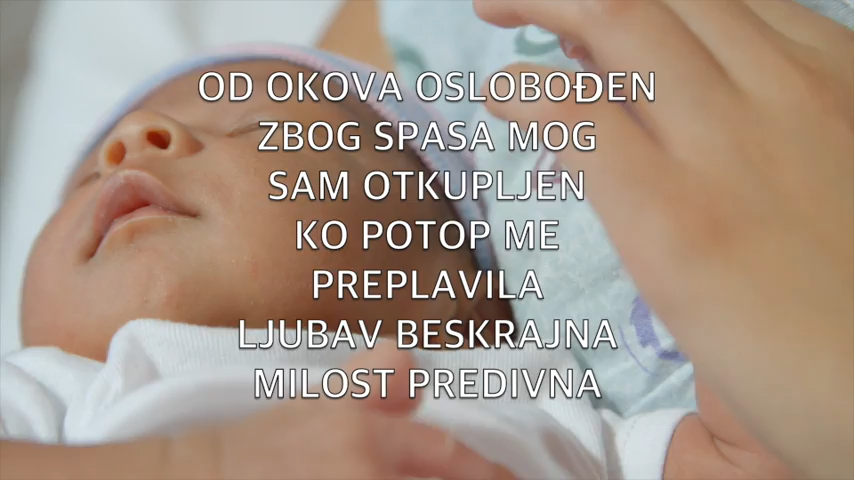 OD OKOVA OSLOBOĐEN
ZBOG SPASA MOG
SAM OTKUPLJEN
KO POTOP ME
PREPLAVILA
LJUBAV BESKRAJNA
MILOST PREDIVNA